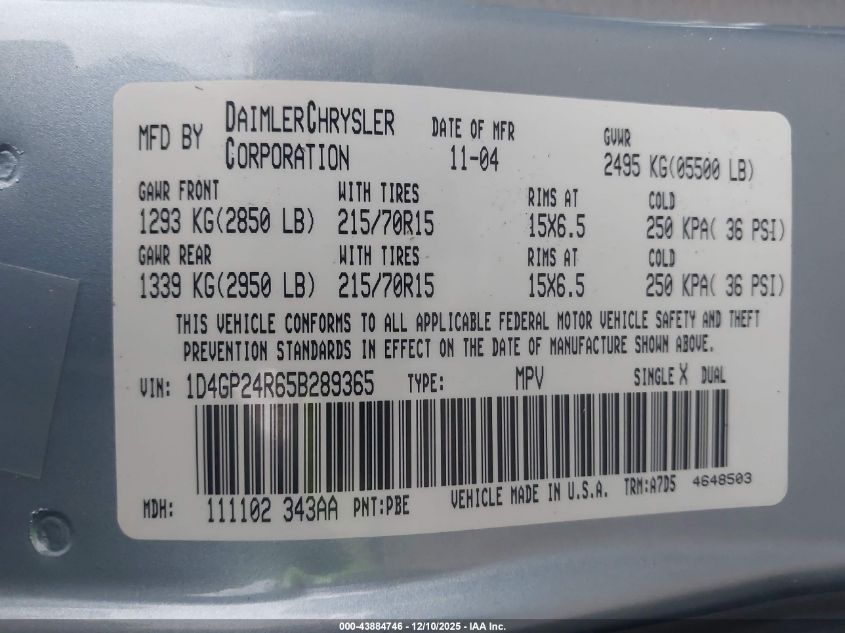 MFD BY DAIMLERCHRYSLER CORPORATION DATE OF MFR 11-04 GVWR 2495 KG(05500 LB)
GAWR FRONT WITH TIRES RIMS AT COLD
1293 KG(2850 LB) 215/70R15 15X6.5 250 KPA( 36 PSI)
GAWR REAR WITH TIRES RIMS AT COLD
1339 KG(2950 LB) 215/70R15 15X6.5 250 KPA( 36 PSI)
THIS VEHICLE CONFORMS TO ALL APPLICABLE FEDERAL MOTOR VEHICLE SAFETY AND THEFT
PREVENTION STANDARDS IN EFFECT ON THE DATE OF MANUFACTURE SHOWN ABOVE.
VIN: 1D4GP24R65B289365 TYPE: MPV SINGLE X DUAL
MDH: 111102 343AA PNT:PBE VEHICLE MADE IN U.S.A. TRM:A7D5 4648503
000-43884746 - 12/10/2025 - IAA Inc.